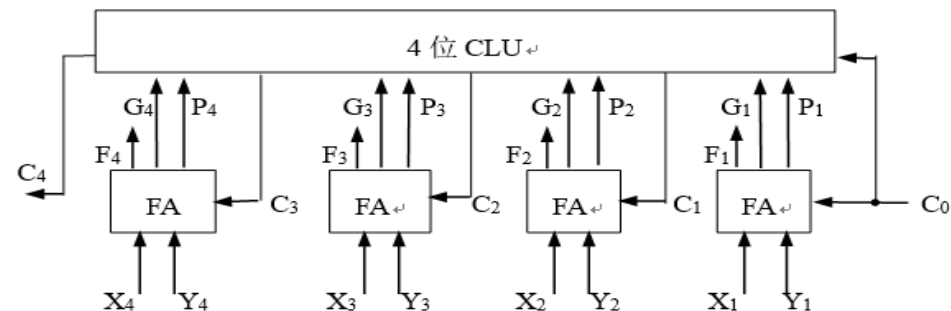 4 位 CLU↵
G₄ P₄ G₃ P₃ G₂ P₂ G₁ P₁
F₄ F₃ F₂ F₁
C₄
FA C₃ FA↵ C₂ FA↵ C₁ FA↵ C₀
X₄ Y₄ X₃ Y₃ X₂ Y₂ X₁ Y₁